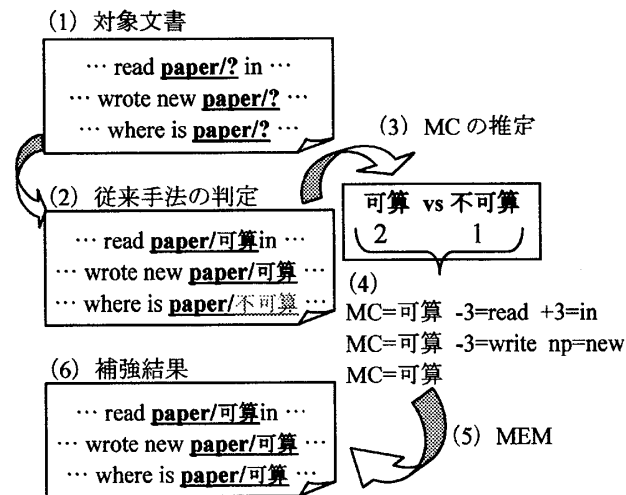 (1) 対象文書
… read paper/? in …
… wrote new paper/? …
… where is paper/? …
(2) 従来手法の判定
… read paper/可算in …
… wrote new paper/可算 …
… where is paper/不可算 …
(3) MC の推定
可算 vs 不可算
2 1
(4)
MC=可算 -3=read +3=in
MC=可算 -3=write np=new
MC=可算
(5) MEM
(6) 補強結果
… read paper/可算in …
… wrote new paper/可算 …
… where is paper/可算 …